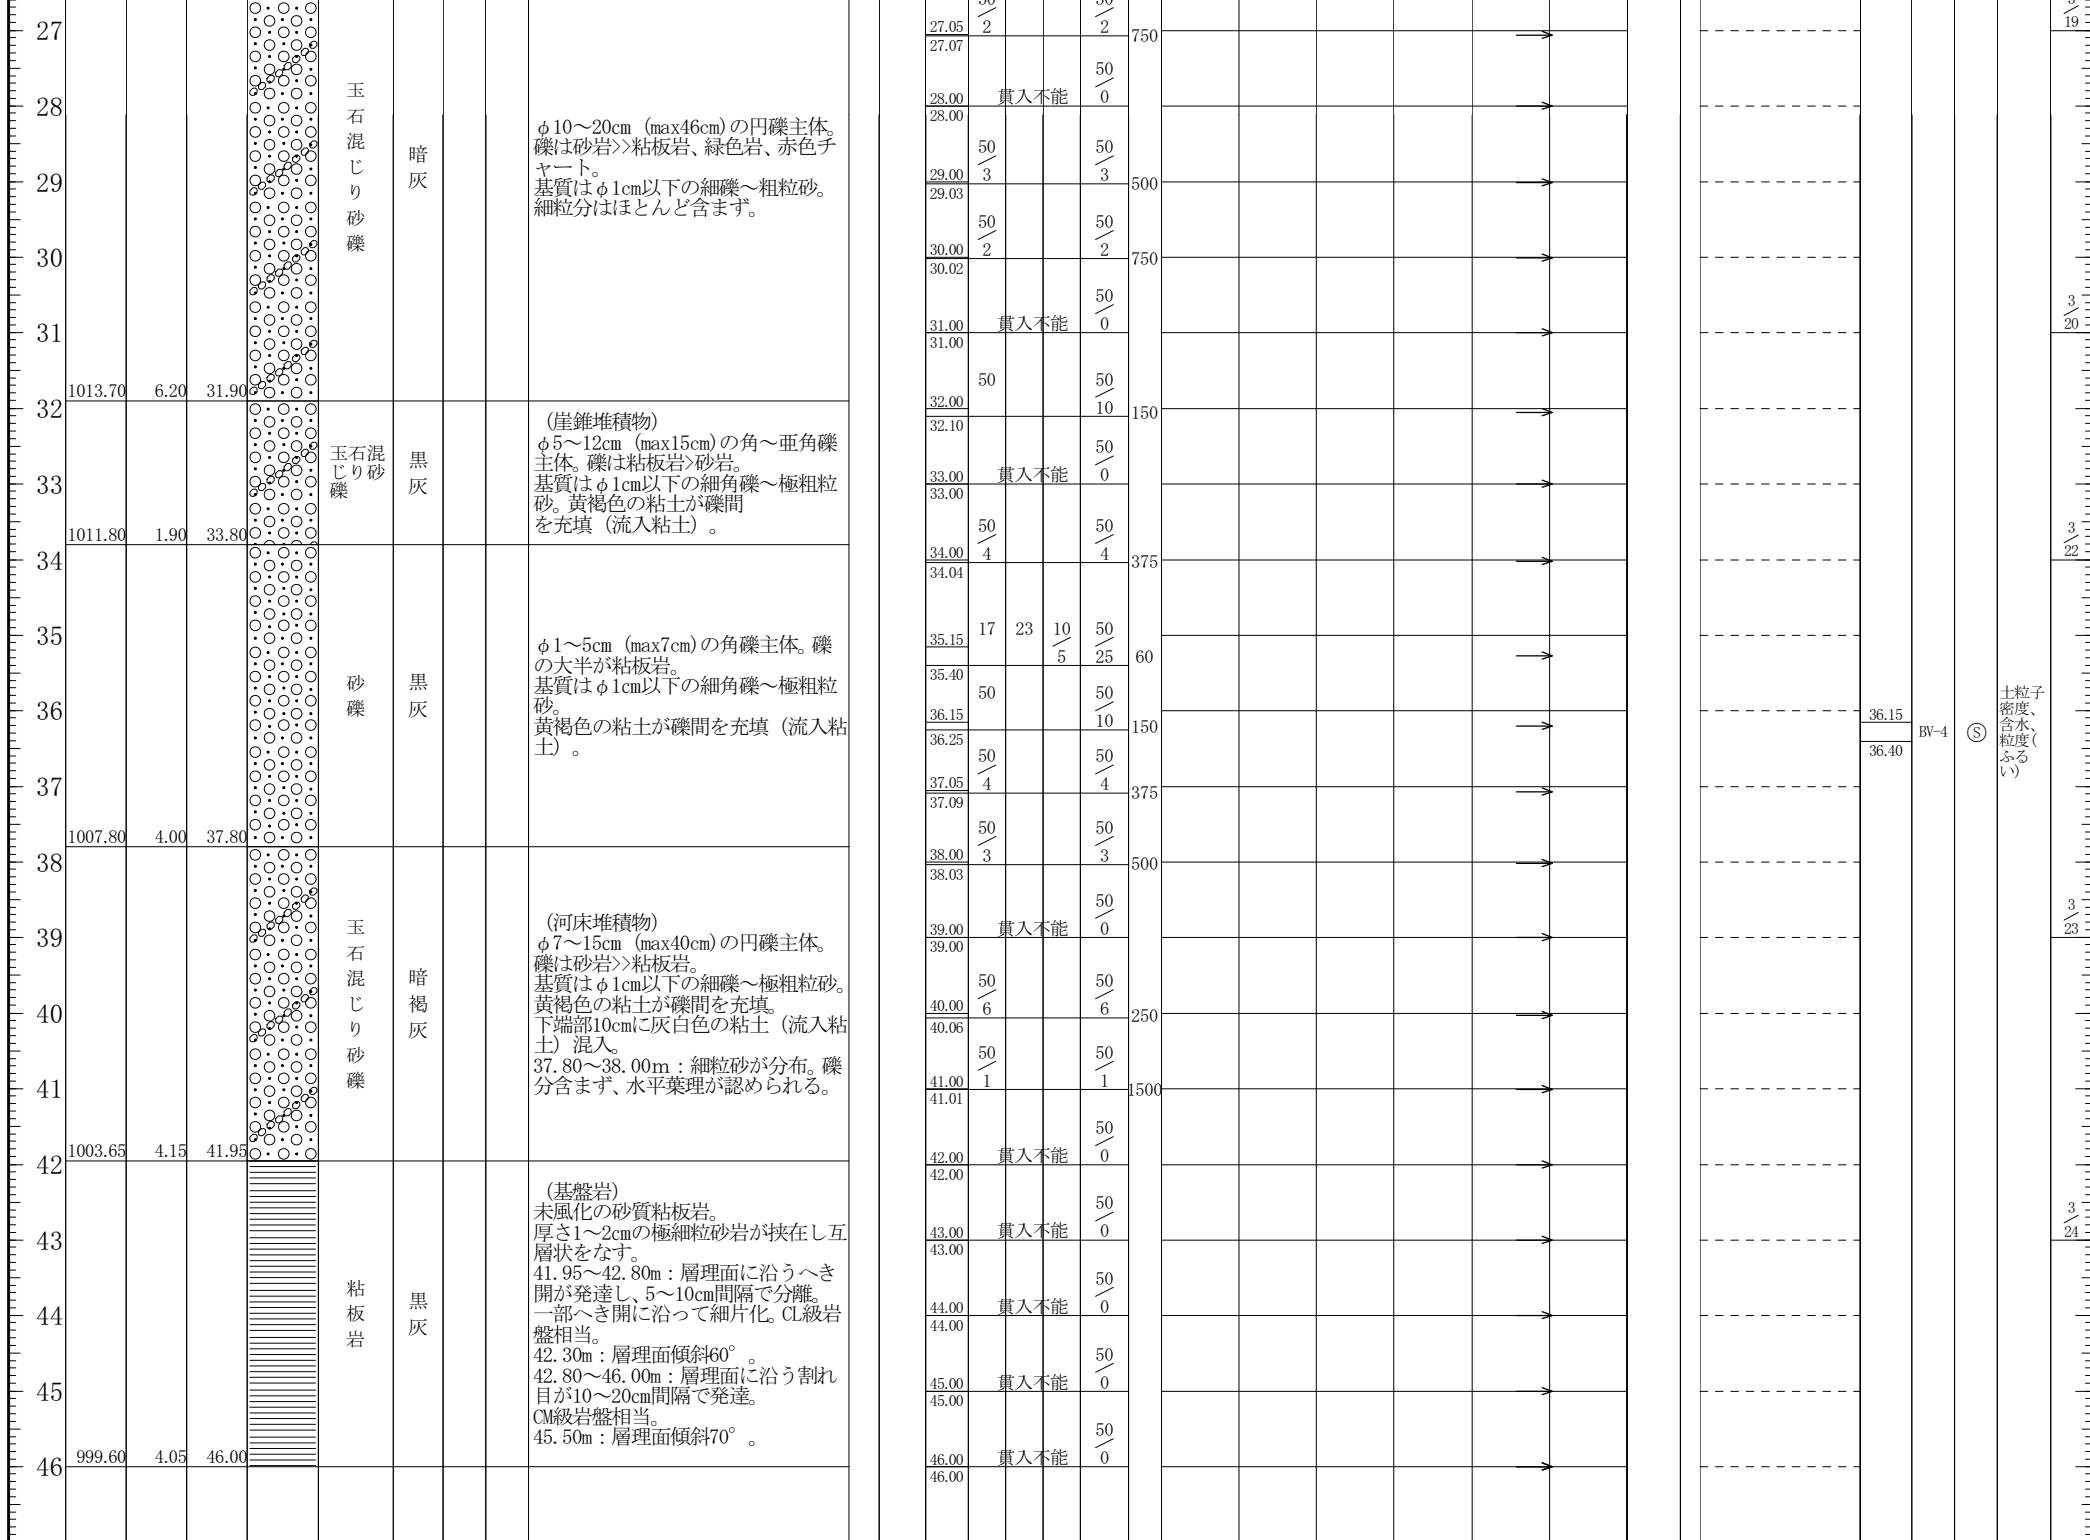 27
28
29
30
31
32
33
34
35
36
37
38
39
40
41
42
43
44
45
46
1013.70 6.20 31.90
1011.80 1.90 33.80
1007.80 4.00 37.80
1003.65 4.15 41.95
999.60 4.05 46.00
玉石混じり砂礫
暗灰
φ10～20cm (max46cm)の円礫主体。
礫は砂岩>>粘板岩、緑色岩、赤色チ
ャート。
基質はφ1cm以下の細礫～粗粒砂。
細粒分はほとんど含まず。
玉石混
じり砂
礫
黒灰
(崖錐堆積物)
φ5～12cm (max15cm)の角～亜角礫
主体。礫は粘板岩>砂岩。
基質はφ1cm以下の細角礫～極粗粒
砂。黄褐色の粘土が礫間
を充填（流入粘土）。
砂礫
黒灰
φ1～5cm (max7cm)の角礫主体。礫
の大半が粘板岩。
基質はφ1cm以下の細角礫～極粗粒
砂。
黄褐色の粘土が礫間を充填（流入粘
土）。
玉石混じり砂礫
暗褐灰
(河床堆積物)
φ7～15cm (max40cm)の円礫主体。
礫は砂岩>>粘板岩。
基質はφ1cm以下の細礫～極粗粒砂。
黄褐色の粘土が礫間を充填。
下端部10cmに灰白色の粘土（流入粘
土）混入。
37.80～38.00ｍ：細粒砂が分布。礫
分含まず、水平葉理が認められる。
粘板岩
黒灰
(基盤岩)
未風化の砂質粘板岩。
厚さ1～2cmの極細粒砂岩が挟在し互
層状をなす。
41.95～42.80m：層理面に沿うへき
開が発達し、5～10cm間隔で分離。
一部へき開に沿って細片化。CL級岩
盤相当。
42.30m：層理面傾斜60°。
42.80～46.00m：層理面に沿う割れ
目が10～20cm間隔で発達。
CM級岩盤相当。
45.50m：層理面傾斜70°。
27.05 2 2 750
27.07
28.00 貫入不能 50/0
28.00
29.00 50/3 50/3 500
29.03
30.00 50/2 50/2 750
30.02
31.00 貫入不能 50/0
31.00
32.00 50 50/10 150
32.10
33.00 貫入不能 50/0
33.00
34.00 50/4 50/4 375
34.04
35.15 17 23 10/5 50/25 60
35.40
36.15 50 50/10 150
36.25
37.05 50/4 50/4 375
37.09
38.00 50/3 50/3 500
38.03
39.00 貫入不能 50/0
39.00
40.00 50/6 50/6 250
40.06
41.00 50/1 50/1 1500
41.01
42.00 貫入不能 50/0
42.00
43.00 貫入不能 50/0
43.00
44.00 貫入不能 50/0
44.00
45.00 貫入不能 50/0
45.00
46.00 貫入不能 50/0
46.00
36.15
36.40
BV-4
Ⓢ
土粒子
密度、
含水、
粒度(
ふる
い)
19
3/20
3/22
3/23
3/24